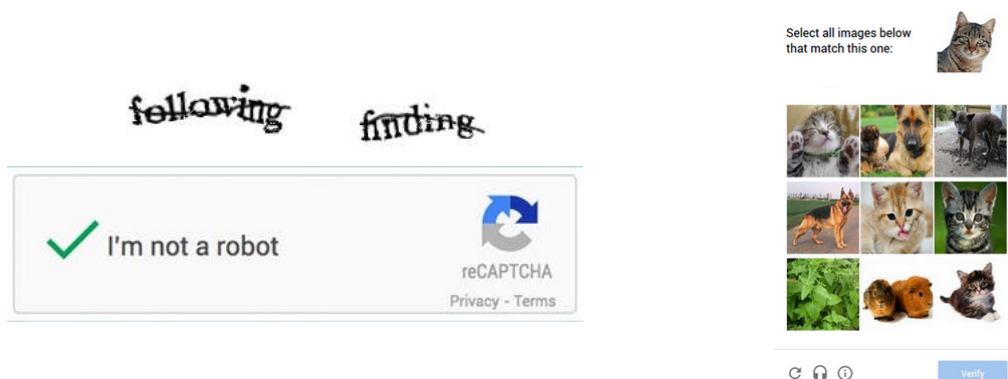 following finding
I'm not a robot
reCAPTCHA
Privacy - Terms
Select all images below
that match this one:
Verify